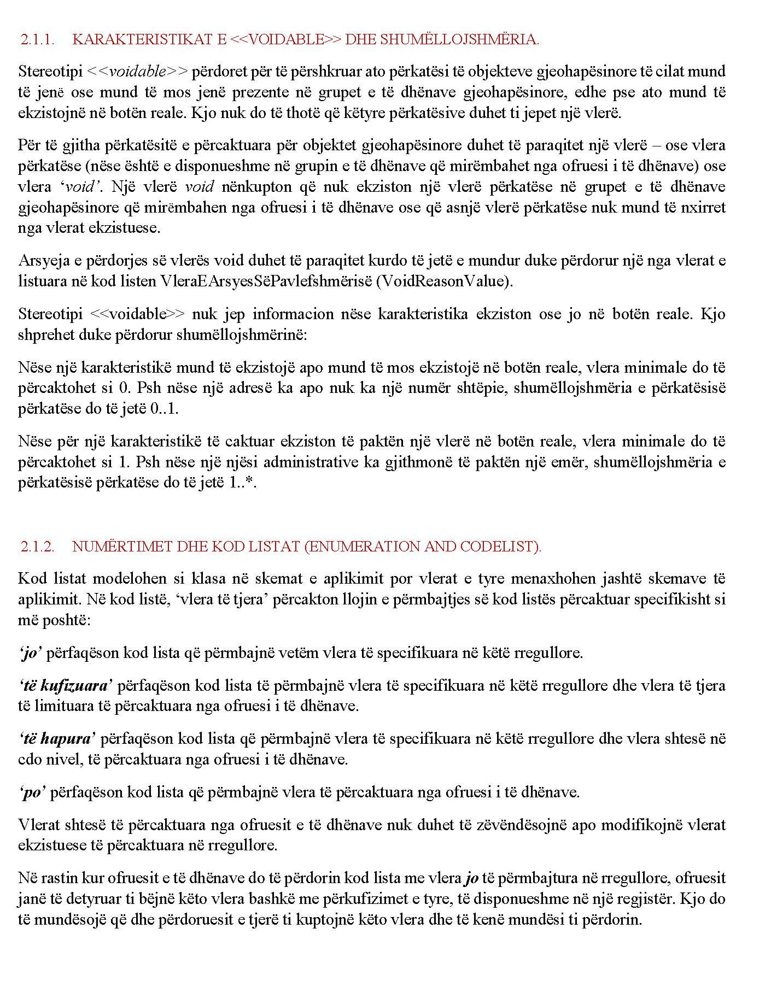 2.1.1. KARAKTERISTIKAT E <<VOIDABLE>> DHE SHUMËLLOJSHMËRIA.
Stereotipi <<voidable>> përdoret për të përshkruar ato përkatësi të objekteve gjeohapësinore të cilat mund
të jenë ose mund të mos jenë prezente në grupet e të dhënave gjeohapësinore, edhe pse ato mund të
ekzistojnë në botën reale. Kjo nuk do të thotë që këtyre përkatësive duhet ti jepet një vlerë.
Për të gjitha përkatësitë e përcaktuara për objektet gjeohapësinore duhet të paraqitet një vlerë – ose vlera
përkatëse (nëse është e disponueshme në grupin e të dhënave që mirëmbahet nga ofruesi i të dhënave) ose
vlera ‘void’. Një vlerë void nënkupton që nuk ekziston një vlerë përkatëse në grupet e të dhënave
gjeohapësinore që mirëmbahen nga ofruesi i të dhënave ose që asnjë vlerë përkatëse nuk mund të nxirret
nga vlerat ekzistuese.
Arsyeja e përdorjes së vlerës void duhet të paraqitet kurdo të jetë e mundur duke përdorur një nga vlerat e
listuara në kod listen VleraEArsyesSëPavlefshmërisë (VoidReasonValue).
Stereotipi <<voidable>> nuk jep informacion nëse karakteristika ekziston ose jo në botën reale. Kjo
shprehet duke përdorur shumëllojshmërinë:
Nëse një karakteristikë mund të ekzistojë apo mund të mos ekzistojë në botën reale, vlera minimale do të
përcaktohet si 0. Psh nëse një adresë ka apo nuk ka një numër shtëpie, shumëllojshmëria e përkatësisë
përkatëse do të jetë 0..1.
Nëse për një karakteristikë të caktuar ekziston të paktën një vlerë në botën reale, vlera minimale do të
përcaktohet si 1. Psh nëse një njësi administrative ka gjithmonë të paktën një emër, shumëllojshmëria e
përkatësisë përkatëse do të jetë 1..*.
2.1.2. NUMËRTIMET DHE KOD LISTAT (ENUMERATION AND CODELIST).
Kod listat modelohen si klasa në skemat e aplikimit por vlerat e tyre menaxhohen jashtë skemave të
aplikimit. Në kod listë, ‘vlera të tjera’ përcakton llojin e përmbajtjes së kod listës përcaktuar specifikisht si
më poshtë:
‘jo’ përfaqëson kod lista që përmbajnë vetëm vlera të specifikuara në këtë rregullore.
‘të kufizuara’ përfaqëson kod lista të përmbajnë vlera të specifikuara në këtë rregullore dhe vlera të tjera
të limituara të përcaktuara nga ofruesi i të dhënave.
‘të hapura’ përfaqëson kod lista që përmbajnë vlera të specifikuara në këtë rregullore dhe vlera shtesë në
cdo nivel, të përcaktuara nga ofruesi i të dhënave.
‘po’ përfaqëson kod lista që përmbajnë vlera të përcaktuara nga ofruesi i të dhënave.
Vlerat shtesë të përcaktuara nga ofruesit e të dhënave nuk duhet të zëvëndësojnë apo modifikojnë vlerat
ekzistuese të përcaktuara në rregullore.
Në rastin kur ofruesit e të dhënave do të përdorin kod lista me vlera jo të përmbajtura në rregullore, ofruesit
janë të detyruar ti bëjnë këto vlera bashkë me përkufizimet e tyre, të disponueshme në një regjistër. Kjo do
të mundësojë që dhe përdoruesit e tjerë ti kuptojnë këto vlera dhe të kenë mundësi ti përdorin.